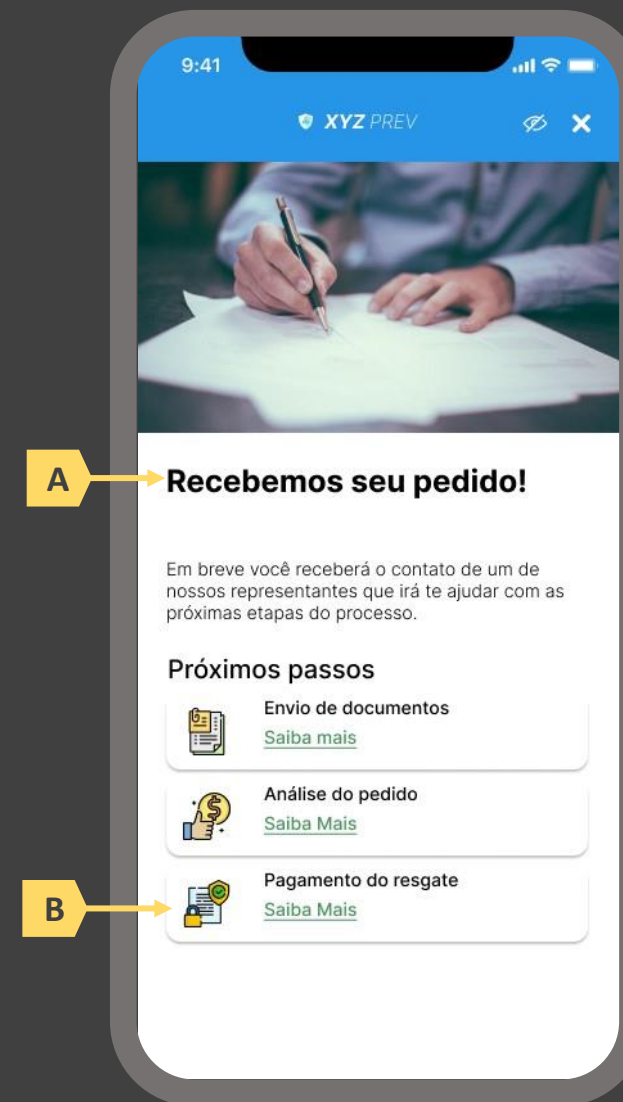 9:41
XYZ PREV
A
Recebemos seu pedido!
Em breve você receberá o contato de um de
nossos representantes que irá te ajudar com as
próximas etapas do processo.
Próximos passos
Envio de documentos
Saiba mais
Análise do pedido
Saiba Mais
B
Pagamento do resgate
Saiba Mais